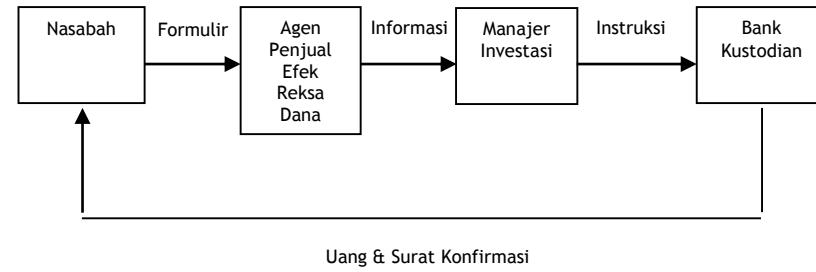 Nasabah
Formulir
Agen
Penjual
Efek
Reksa
Dana
Informasi
Manajer
Investasi
Instruksi
Bank
Kustodian
Uang & Surat Konfirmasi